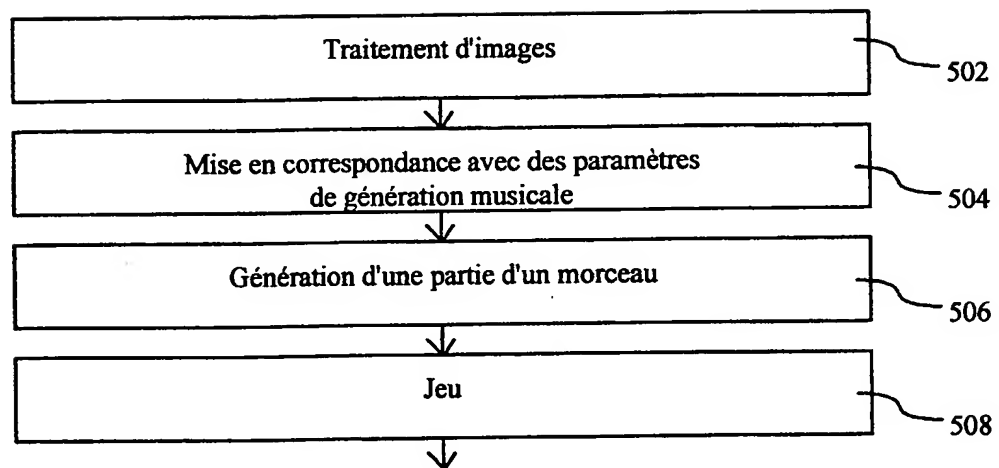 Traitement d'images
502
Mise en correspondance avec des paramètres
de génération musicale
504
Génération d'une partie d'un morceau
506
Jeu
508